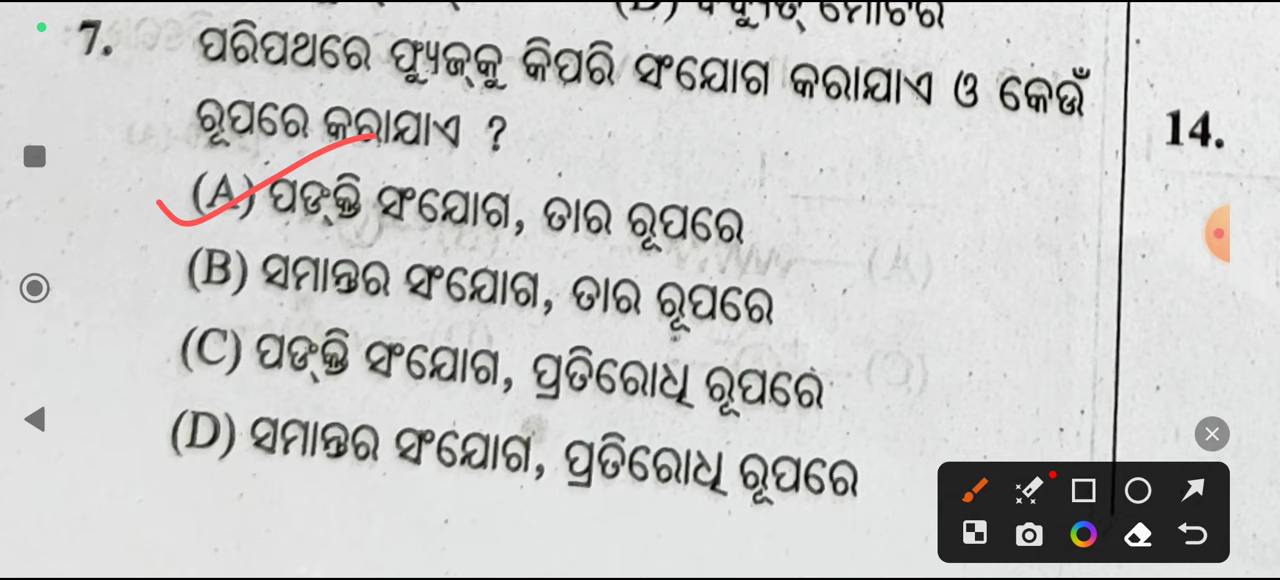 7. ପରିପଥରେ ଫ୍ୟୁଜ୍‌କୁ କିପରି ସଂଯୋଗ କରାଯାଏ ଓ କେଉଁ
ରୂପରେ କରାଯାଏ ?
(A) ପଙ୍‌କ୍ତି ସଂଯୋଗ, ତାର ରୂପରେ
(B) ସମାନ୍ତର ସଂଯୋଗ, ତାର ରୂପରେ
(C) ପଙ୍‌କ୍ତି ସଂଯୋଗ, ପ୍ରତିରୋଧି ରୂପରେ
(D) ସମାନ୍ତର ସଂଯୋଗ, ପ୍ରତିରୋଧି ରୂପରେ
14.